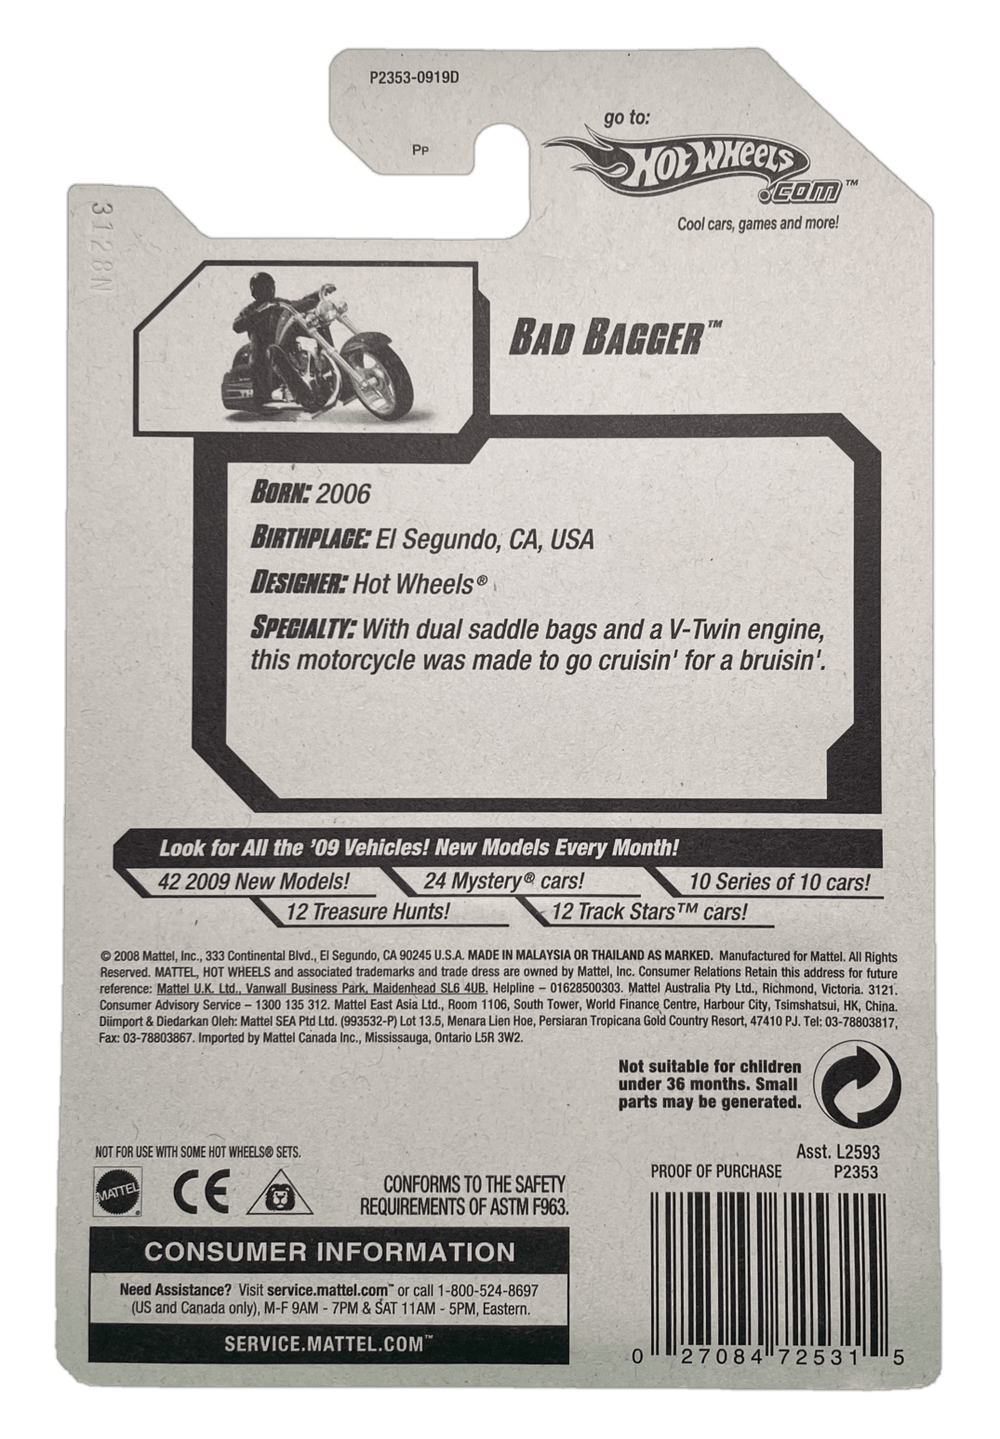 P2353-0919D
PP
go to:
HOT WHEELS
.COM™
Cool cars, games and more!
3128N
BAD BAGGER™
BORN: 2006
BIRTHPLACE: El Segundo, CA, USA
DESIGNER: Hot Wheels®
SPECIALTY: With dual saddle bags and a V-Twin engine,
this motorcycle was made to go cruisin' for a bruisin'.
Look for All the '09 Vehicles! New Models Every Month!
42 2009 New Models! 24 Mystery® cars! 10 Series of 10 cars!
12 Treasure Hunts! 12 Track Stars™ cars!
© 2008 Mattel, Inc., 333 Continental Blvd., El Segundo, CA 90245 U.S.A. MADE IN MALAYSIA OR THAILAND AS MARKED. Manufactured for Mattel. All Rights
Reserved. MATTEL, HOT WHEELS and associated trademarks and trade dress are owned by Mattel, Inc. Consumer Relations Retain this address for future
reference: Mattel U.K. Ltd., Vanwall Business Park, Maidenhead SL6 4UB. Helpline – 01628500303. Mattel Australia Pty Ltd., Richmond, Victoria. 3121.
Consumer Advisory Service – 1300 135 312. Mattel East Asia Ltd., Room 1106, South Tower, World Finance Centre, Harbour City, Tsimshatsui, HK, China.
Diimport & Diedarkan Oleh: Mattel SEA Ptd Ltd. (993532-P) Lot 13.5, Menara Lien Hoe, Persiaran Tropicana Gold Country Resort, 47410 PJ. Tel: 03-78803817,
Fax: 03-78803867. Imported by Mattel Canada Inc., Mississauga, Ontario L5R 3W2.
Not suitable for children
under 36 months. Small
parts may be generated.
NOT FOR USE WITH SOME HOT WHEELS® SETS.
MATTEL ®
CE
CONFORMS TO THE SAFETY
REQUIREMENTS OF ASTM F963.
Asst. L2593
PROOF OF PURCHASE P2353
CONSUMER INFORMATION
Need Assistance? Visit service.mattel.com™ or call 1-800-524-8697
(US and Canada only), M-F 9AM - 7PM & SAT 11AM - 5PM, Eastern.
SERVICE.MATTEL.COM™
0 27084 72531 5